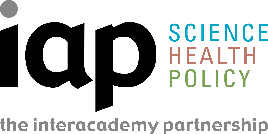 iap
SCIENCE
HEALTH
POLICY
the interacademy partnership